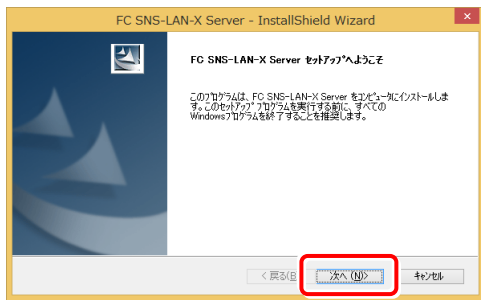 FC SNS-LAN-X Server - InstallShield Wizard
FC SNS-LAN-X Server ｾｯﾄｱｯﾌﾟへようこそ
このﾌﾟﾛｸﾞﾗﾑは、FC SNS-LAN-X Server をｺﾝﾋﾟｭｰﾀにｲﾝｽﾄｰﾙしま
す。このｾｯﾄｱｯﾌﾟ ﾌﾟﾛｸﾞﾗﾑを実行する前に、すべての
Windowsﾌﾟﾛｸﾞﾗﾑを終了することを推奨します。
< 戻る(B
次へ (N)>
ｷｬﾝｾﾙ